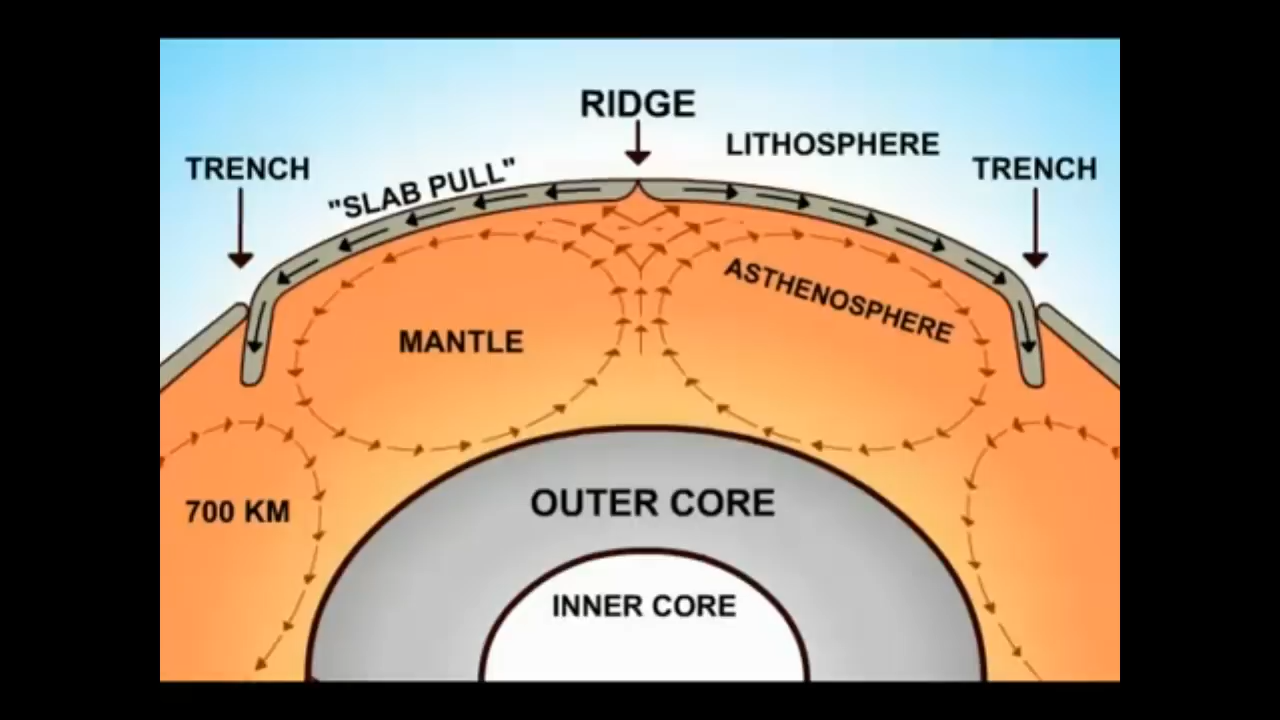 RIDGE
LITHOSPHERE
TRENCH
"SLAB PULL"
TRENCH
ASTHENOSPHERE
MANTLE
700 KM
OUTER CORE
INNER CORE